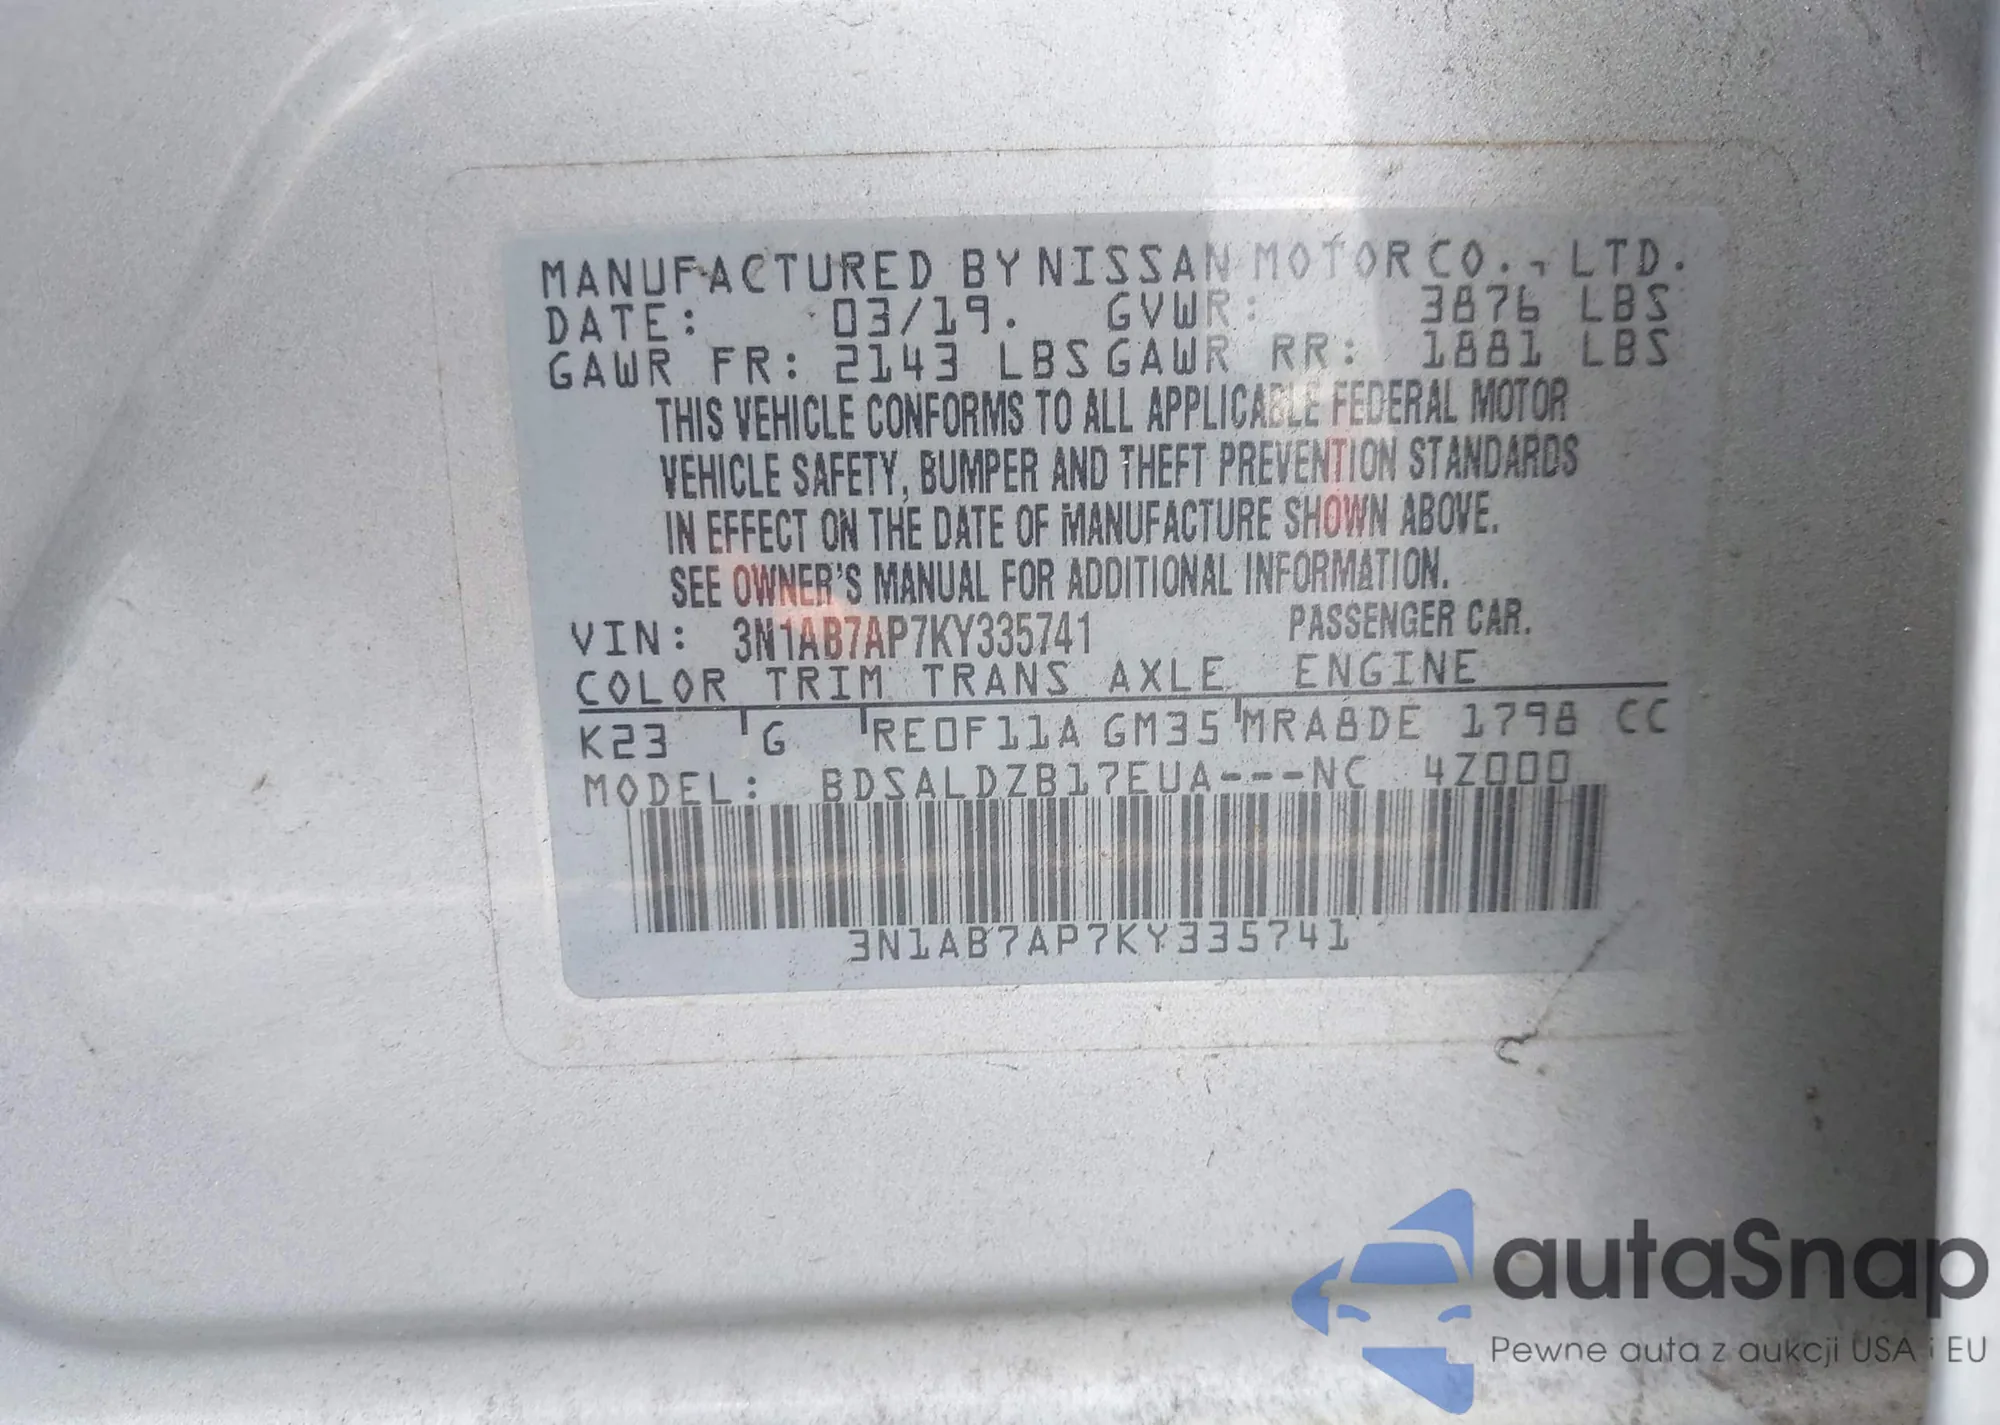 MANUFACTURED BY NISSAN MOTOR CO., LTD.
DATE: 03/19. GVWR: 3876 LBS
GAWR FR: 2143 LBS GAWR RR: 1881 LBS
THIS VEHICLE CONFORMS TO ALL APPLICABLE FEDERAL MOTOR
VEHICLE SAFETY, BUMPER AND THEFT PREVENTION STANDARDS
IN EFFECT ON THE DATE OF MANUFACTURE SHOWN ABOVE.
SEE OWNER'S MANUAL FOR ADDITIONAL INFORMATION.
VIN: 3N1AB7AP7KY335741 PASSENGER CAR.
COLOR TRIM TRANS AXLE ENGINE
K23 G RE0F11A GM35 MRA8DE 1798 CC
MODEL: BDSALDZB17EUA---NC 4Z000
3N1AB7AP7KY335741
autaSnap
Pewne auta z aukcji USA i EU